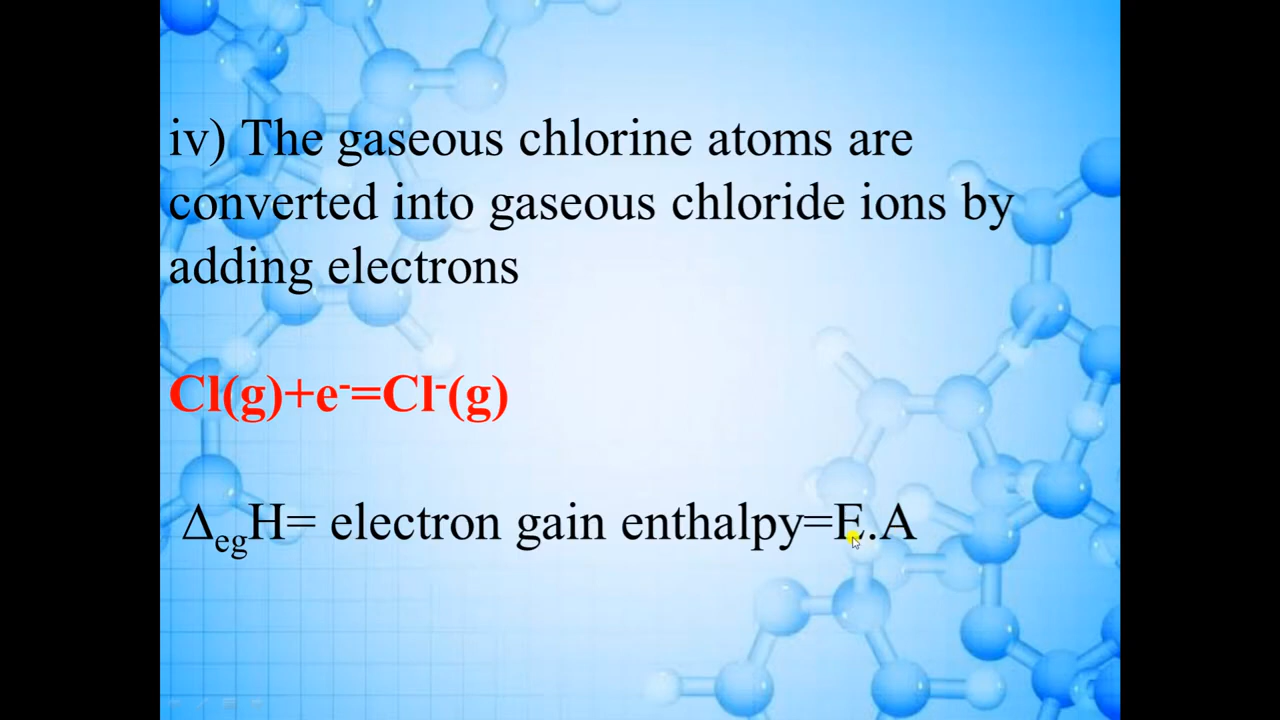 iv) The gaseous chlorine atoms are
converted into gaseous chloride ions by
adding electrons
Cl(g)+e⁻=Cl⁻(g)
ΔegH= electron gain enthalpy=E.A